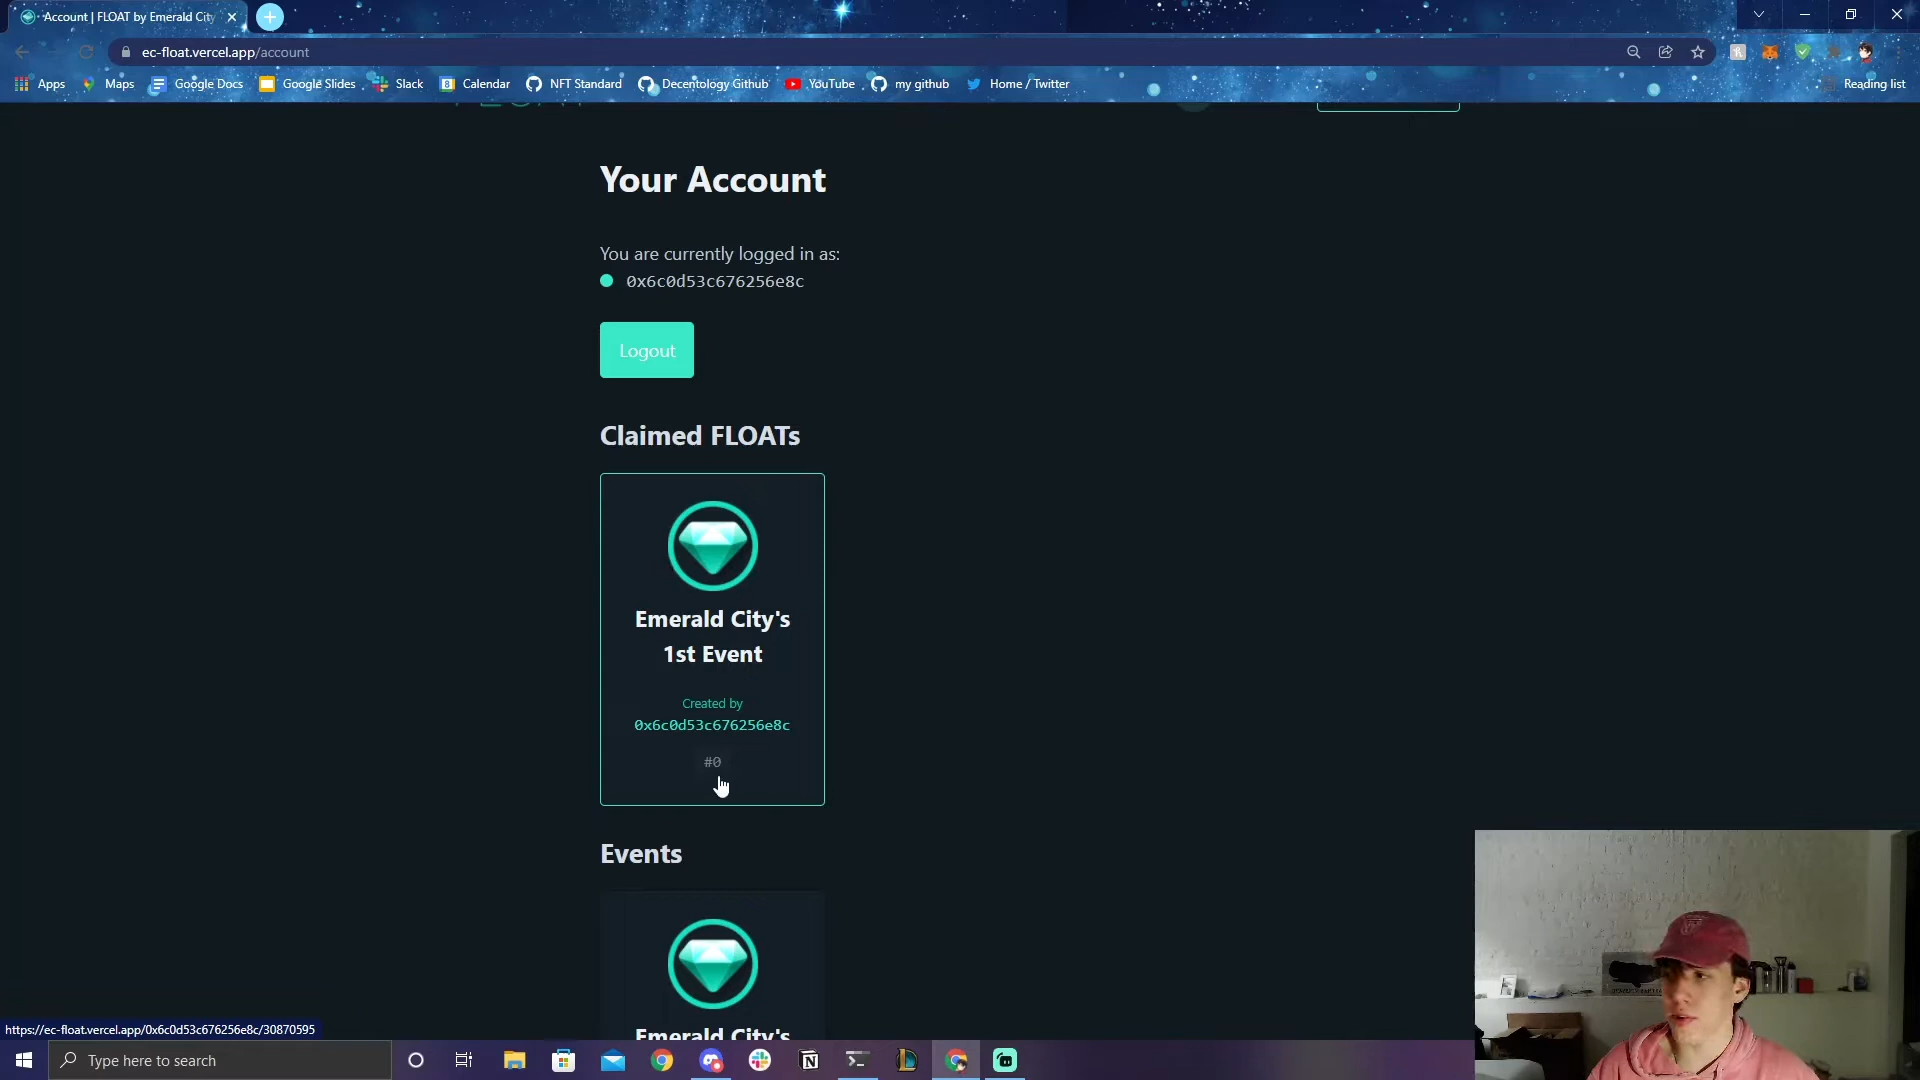 Account | FLOAT by Emerald City
ec-float.vercel.app/account
Apps
Maps
Google Docs
Google Slides
Slack
8 Calendar
NFT Standard
Decentology Github
YouTube
my github
Home / Twitter
Reading list
Your Account
You are currently logged in as:
0x6c0d53c676256e8c
Logout
Claimed FLOATs
Emerald City's
1st Event
Created by
0x6c0d53c676256e8c
#0
Events
Emerald City's
https://ec-float.vercel.app/0x6c0d53c676256e8c/30870595
Type here to search